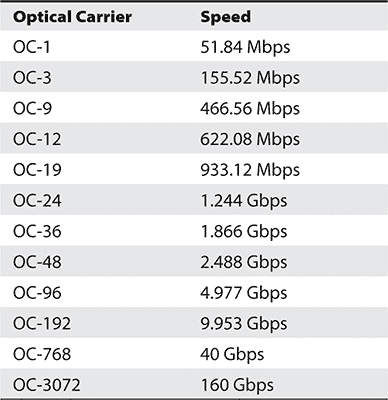 Optical Carrier Speed
OC-1 51.84 Mbps
OC-3 155.52 Mbps
OC-9 466.56 Mbps
OC-12 622.08 Mbps
OC-19 933.12 Mbps
OC-24 1.244 Gbps
OC-36 1.866 Gbps
OC-48 2.488 Gbps
OC-96 4.977 Gbps
OC-192 9.953 Gbps
OC-768 40 Gbps
OC-3072 160 Gbps